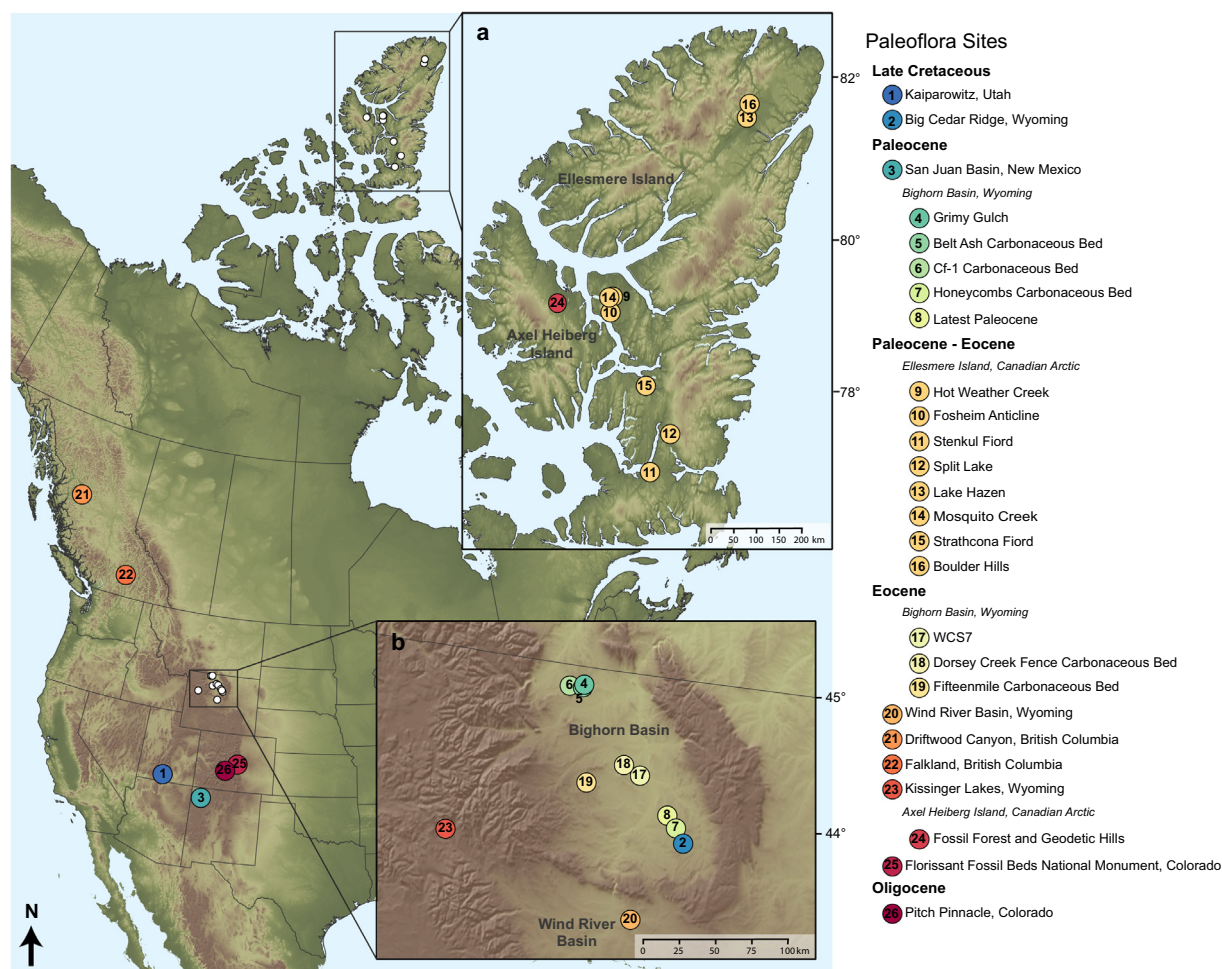 a
82°
80°
78°
Ellesmere Island
Axel Heiberg
Island
16
13
24
14
9
10
15
12
11
0 50 100 150 200 km
21
22
1
3
26
25
N
b
45°
44°
Bighorn Basin
Wind River
Basin
6
4
5
18
17
19
8
7
2
23
20
0 25 50 75 100 km
Paleoflora Sites
Late Cretaceous
1 Kaiparowitz, Utah
2 Big Cedar Ridge, Wyoming
Paleocene
3 San Juan Basin, New Mexico
Bighorn Basin, Wyoming
4 Grimy Gulch
5 Belt Ash Carbonaceous Bed
6 Cf-1 Carbonaceous Bed
7 Honeycombs Carbonaceous Bed
8 Latest Paleocene
Paleocene - Eocene
Ellesmere Island, Canadian Arctic
9 Hot Weather Creek
10 Fosheim Anticline
11 Stenkul Fiord
12 Split Lake
13 Lake Hazen
14 Mosquito Creek
15 Strathcona Fiord
16 Boulder Hills
Eocene
Bighorn Basin, Wyoming
17 WCS7
18 Dorsey Creek Fence Carbonaceous Bed
19 Fifteenmile Carbonaceous Bed
20 Wind River Basin, Wyoming
21 Driftwood Canyon, British Columbia
22 Falkland, British Columbia
23 Kissinger Lakes, Wyoming
Axel Heiberg Island, Canadian Arctic
24 Fossil Forest and Geodetic Hills
25 Florissant Fossil Beds National Monument, Colorado
Oligocene
26 Pitch Pinnacle, Colorado